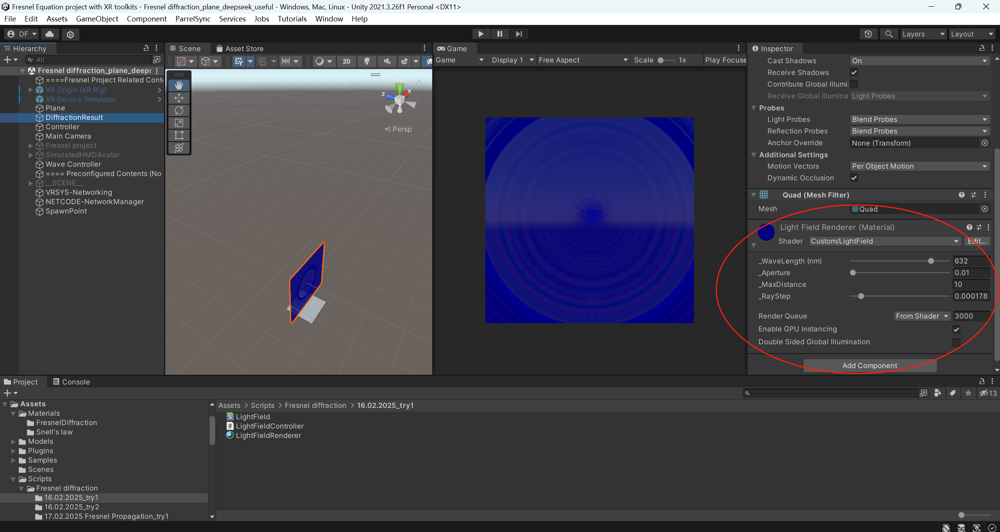 Fresnel Equation project with XR toolkits - Fresnel diffraction_plane_deepseek_useful - Windows, Mac, Linux - Unity 2021.3.26f1 Personal <DX11>
File Edit Assets GameObject Component ParrelSync Services Jobs Tutorials Window Help
DF
Layers Layout
Hierarchy
All
Fresnel diffraction_plane_deeps
====Fresnel Project Related Cont
XR Origin (XR Rig)
XR Device Simulator
Plane
DiffractionResult
Controller
Main Camera
Fresnel project
SimulatedHMDAvatar
Wave Controller
==== Preconfigured Contents (No
__SCENE__
VRSYS-Networking
NETCODE-NetworkManager
SpawnPoint
Scene Asset Store
2D
y
x
z
Persp
Game
Game Display 1 Free Aspect Scale 1x Play Focuse
Inspector
Cast Shadows On
Receive Shadows
Contribute Global Illumi
Receive Global Illumina Light Probes
Probes
Light Probes Blend Probes
Reflection Probes Blend Probes
Anchor Override None (Transform)
Additional Settings
Motion Vectors Per Object Motion
Dynamic Occlusion
Quad (Mesh Filter)
Mesh Quad
Light Field Renderer (Material)
Shader Custom/LightField Edit...
_WaveLength (nm) 632
_Aperture 0.01
_MaxDistance 10
_RayStep 0.000178
Render Queue From Shader 3000
Enable GPU Instancing
Double Sided Global Illumination
Add Component
Project Console
13
Assets
Materials
FresnelDiffraction
Snell's law
Models
Plugins
Samples
Scenes
Scripts
Fresnel diffraction
16.02.2025_try1
16.02.2025_try2
17.02.2025 Fresnel Propagation_try1
Assets > Scripts > Fresnel diffraction > 16.02.2025_try1
LightField
LightFieldController
LightFieldRenderer